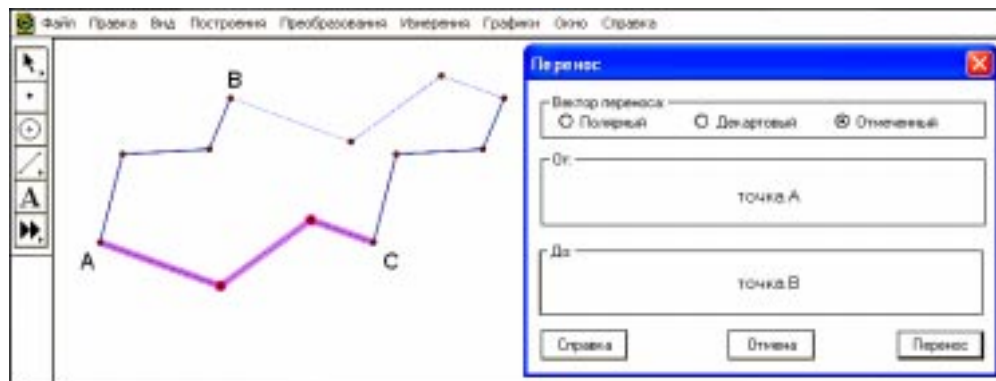 Файл Правка Вид Построения Преобразования Измерения Графики Окно Справка
A
B
A
C
Перенос
Вектор переноса:
Полярный Декартовый Отмеченный
От:
точка A
До:
точка B
Справка Отмена Перенос